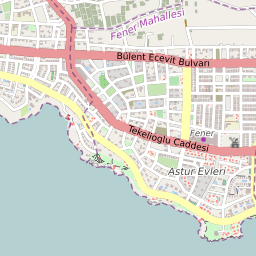 Fener Mahallesi
Bülent Ecevit Bulvarı
Fener
Tekelioğlu Caddesi
Astur Evleri